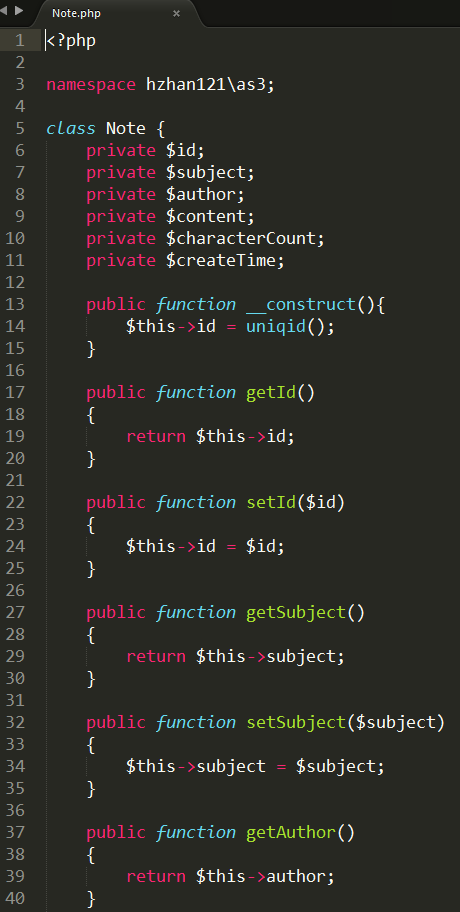 Note.php ×
1 <?php
2
3 namespace hzhan121\as3;
4
5 class Note {
6     private $id;
7     private $subject;
8     private $author;
9     private $content;
10     private $characterCount;
11     private $createTime;
12
13     public function __construct(){
14         $this->id = uniqid();
15     }
16
17     public function getId()
18     {
19         return $this->id;
20     }
21
22     public function setId($id)
23     {
24         $this->id = $id;
25     }
26
27     public function getSubject()
28     {
29         return $this->subject;
30     }
31
32     public function setSubject($subject)
33     {
34         $this->subject = $subject;
35     }
36
37     public function getAuthor()
38     {
39         return $this->author;
40     }